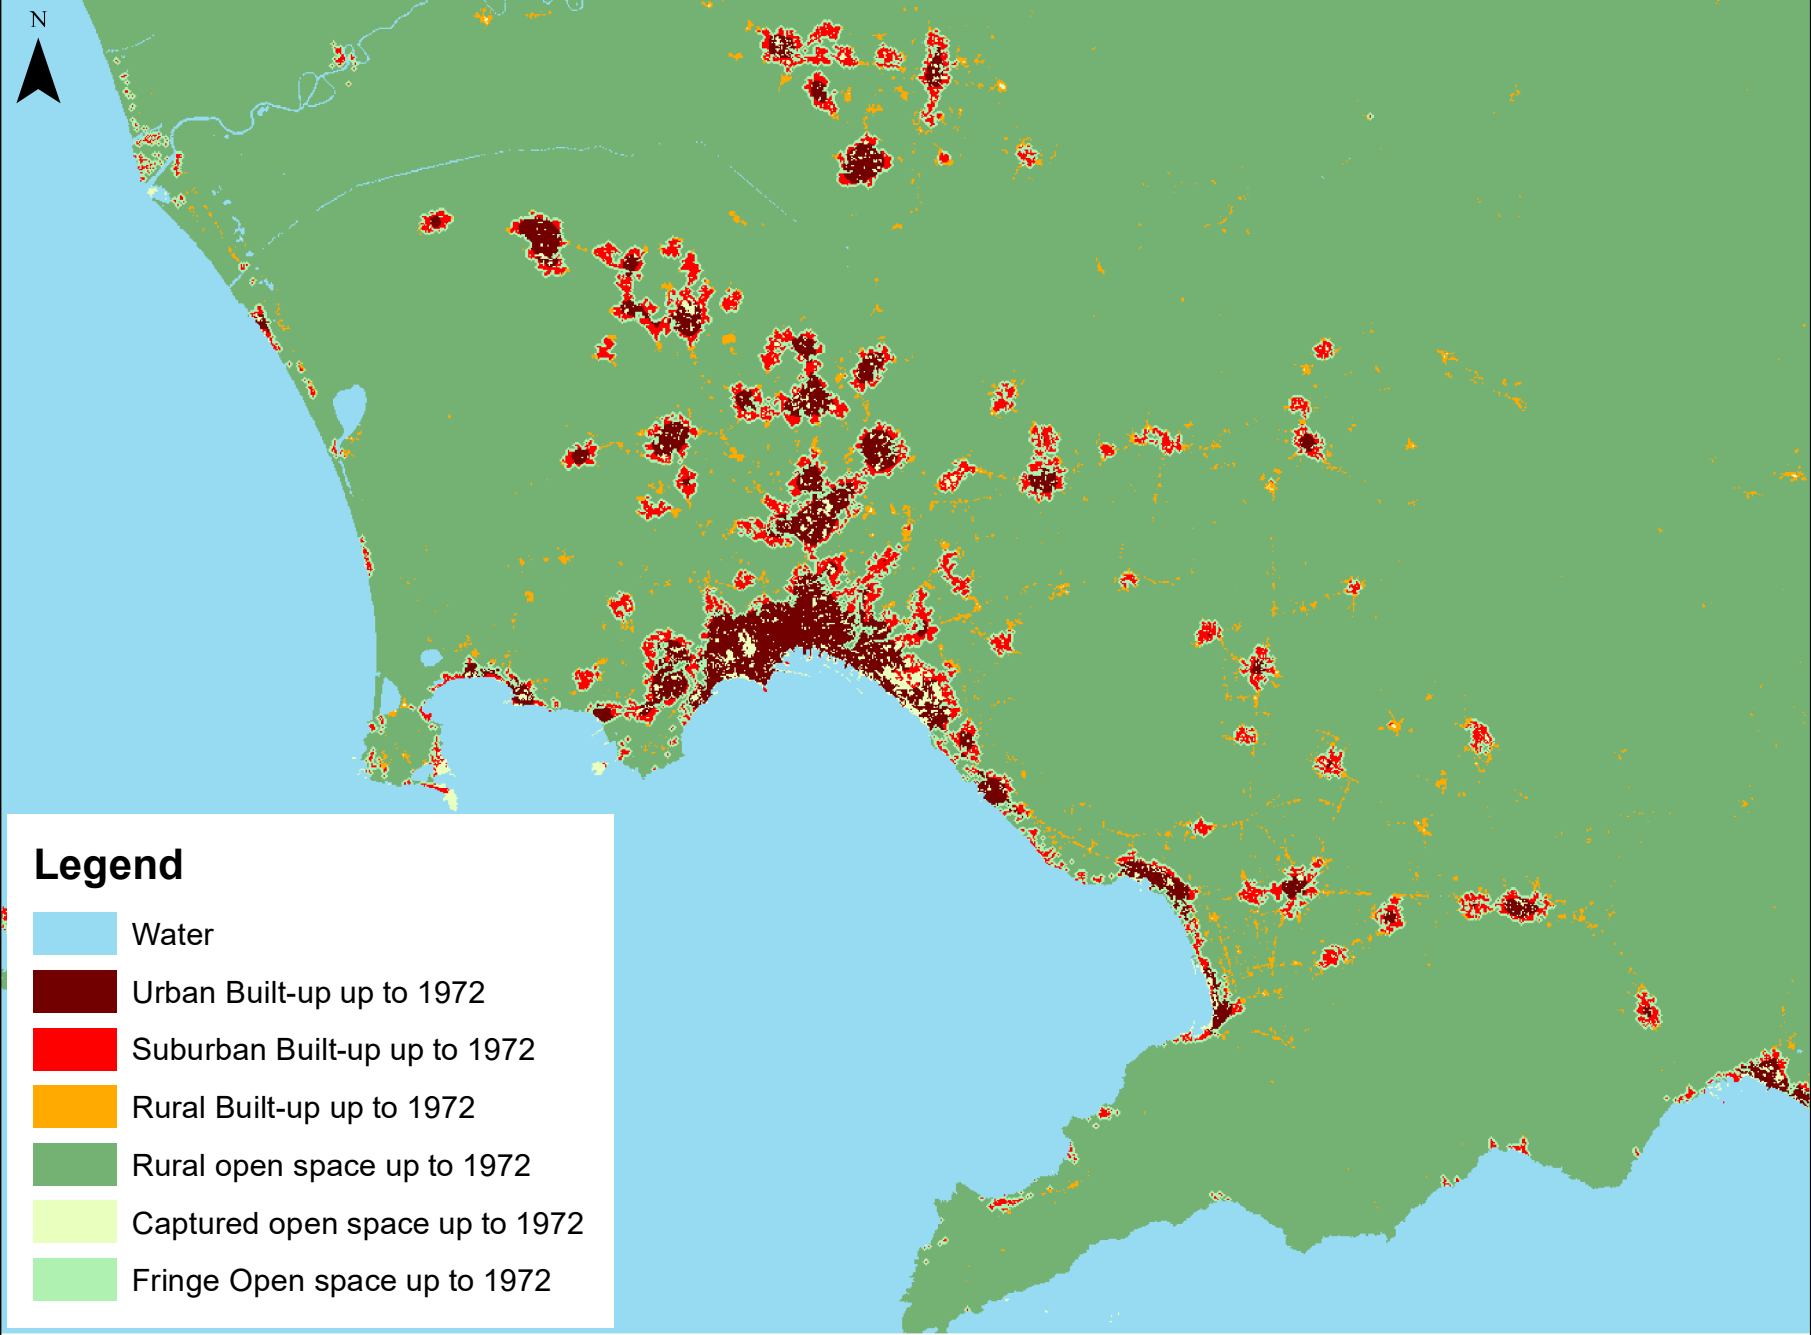 N
Legend
Water
Urban Built-up up to 1972
Suburban Built-up up to 1972
Rural Built-up up to 1972
Rural open space up to 1972
Captured open space up to 1972
Fringe Open space up to 1972